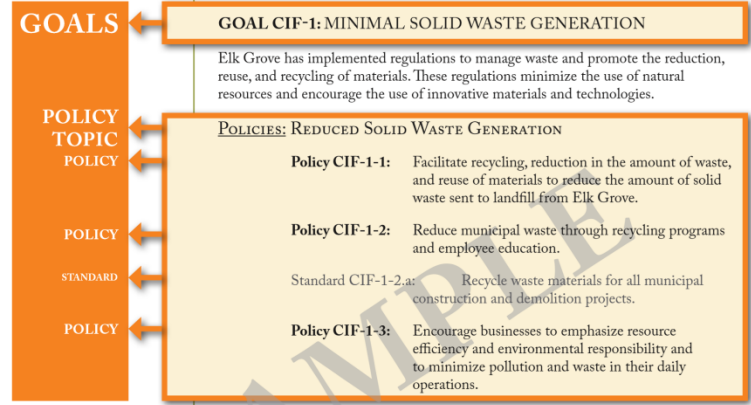 GOALS
GOAL CIF-1: MINIMAL SOLID WASTE GENERATION
Elk Grove has implemented regulations to manage waste and promote the reduction,
reuse, and recycling of materials. These regulations minimize the use of natural
resources and encourage the use of innovative materials and technologies.
POLICY
TOPIC
POLICIES: REDUCED SOLID WASTE GENERATION
POLICY
Policy CIF-1-1: Facilitate recycling, reduction in the amount of waste,
and reuse of materials to reduce the amount of solid
waste sent to landfill from Elk Grove.
POLICY
Policy CIF-1-2: Reduce municipal waste through recycling programs
and employee education.
STANDARD
Standard CIF-1-2.a: Recycle waste materials for all municipal
construction and demolition projects.
POLICY
Policy CIF-1-3: Encourage businesses to emphasize resource
efficiency and environmental responsibility and
to minimize pollution and waste in their daily
operations.
AMPLE